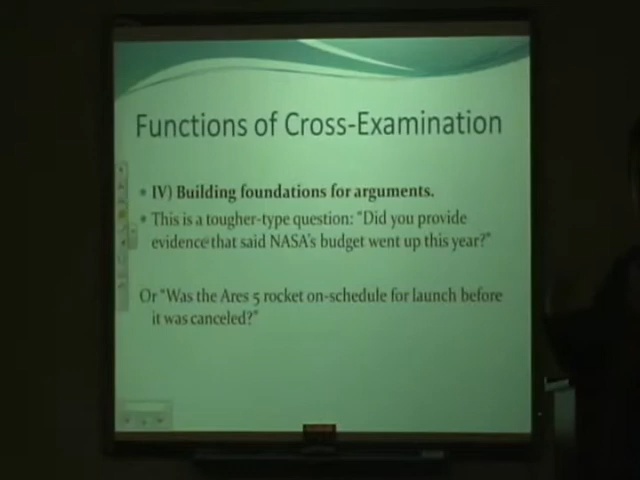 Functions of Cross-Examination
• IV) Building foundations for arguments.
• This is a tougher-type question: "Did you provide
evidence that said NASA's budget went up this year?"
Or "Was the Ares 5 rocket on-schedule for launch before
it was canceled?"